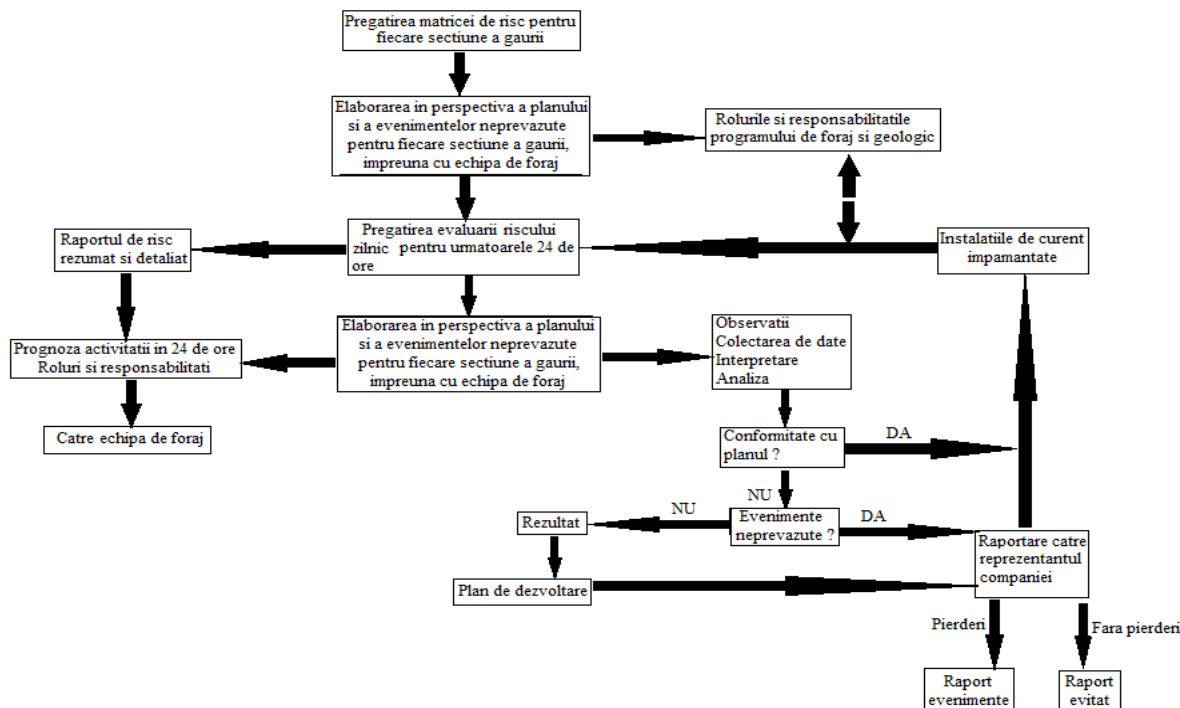 Pregatirea matricei de risc pentru
fiecare sectiune a gaurii
Elaborarea in perspectiva a planului
si a evenimentelor neprevazute
pentru fiecare sectiune a gaurii,
impreuna cu echipa de foraj
Rolurile si responsabilitatile
programului de foraj si geologic
Raportul de risc
rezumat si detaliat
Pregatirea evaluarii riscului
zilnic pentru urmatoarele 24 de
ore
Instalatiile de curent
impamantate
Prognoza activitatii in 24 de ore
Roluri si responsabilitati
Elaborarea in perspectiva a planului
si a evenimentelor neprevazute
pentru fiecare sectiune a gaurii,
impreuna cu echipa de foraj
Observatii
Colectarea de date
Interpretare
Analiza
Catre echipa de foraj
Conformitate cu
planul ?
DA
NU
Rezultat
NU
Evenimente
neprevazute ?
DA
Raportare catre
reprezentantul
companiei
Plan de dezvoltare
Pierderi
Fara pierderi
Raport
evenimente
Raport
evitat